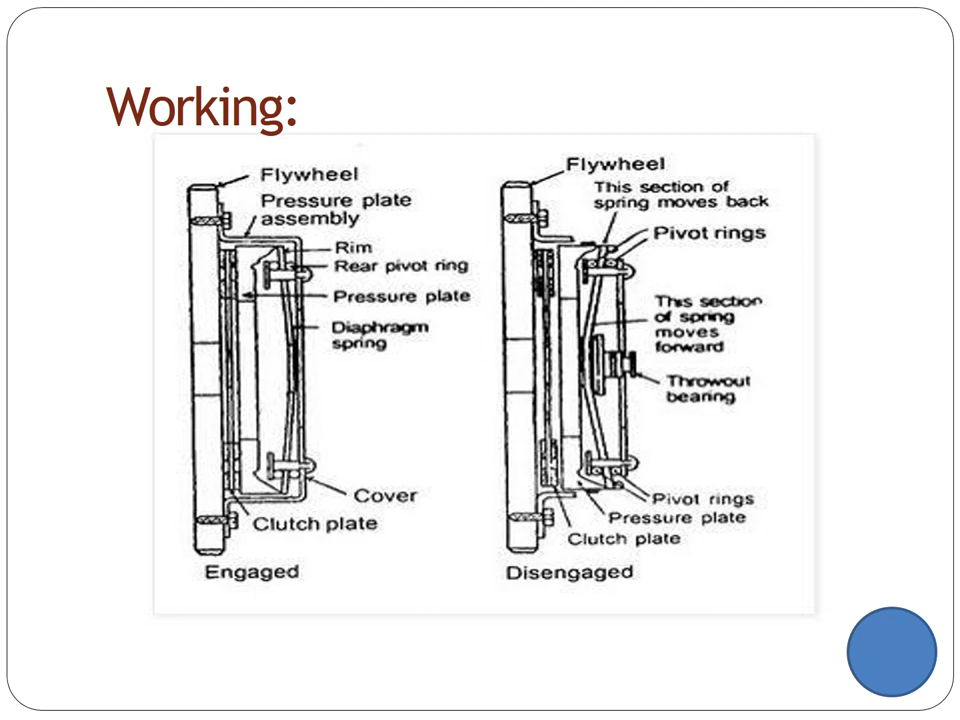 Working:
Flywheel
Pressure plate
assembly
Rim
Rear pivot ring
Pressure plate
Diaphragm
spring
Cover
Clutch plate
Engaged
Flywheel
This section of
spring moves back
Pivot rings
This section
of spring
moves
forward
Throwout
bearing
Pivot rings
Pressure plate
Clutch plate
Disengaged